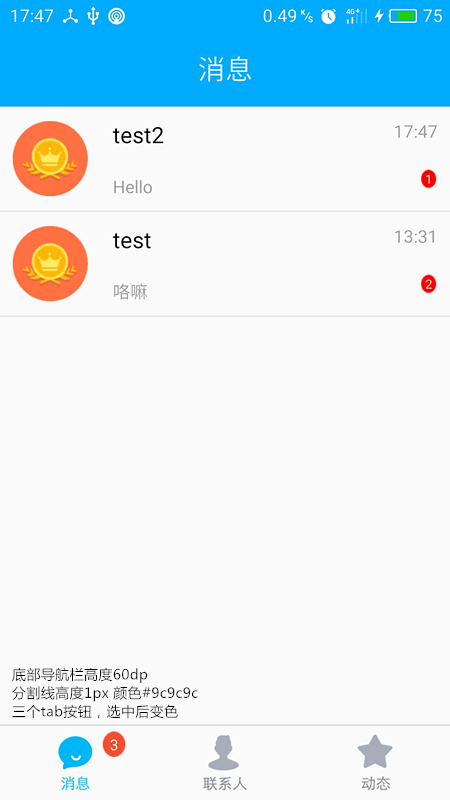 17:47 0.49 K/s 4G 75
消息
test2 17:47
Hello 1
test 13:31
咯嘛 2
底部导航栏高度60dp
分割线高度1px 颜色#9c9c9c
三个tab按钮，选中后变色
3
消息 联系人 动态